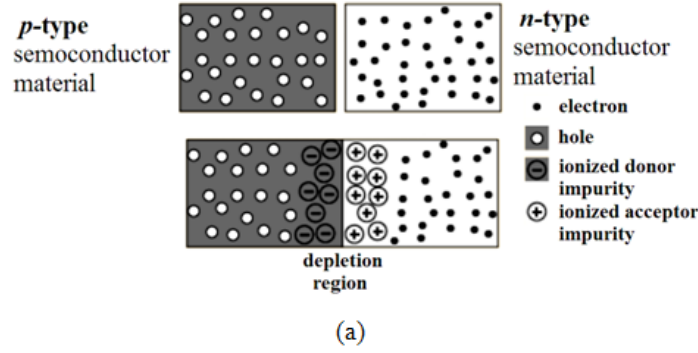 p-type
semoconductor
material
n-type
semoconductor
material
electron
hole
ionized donor
impurity
ionized acceptor
impurity
depletion
region
(a)